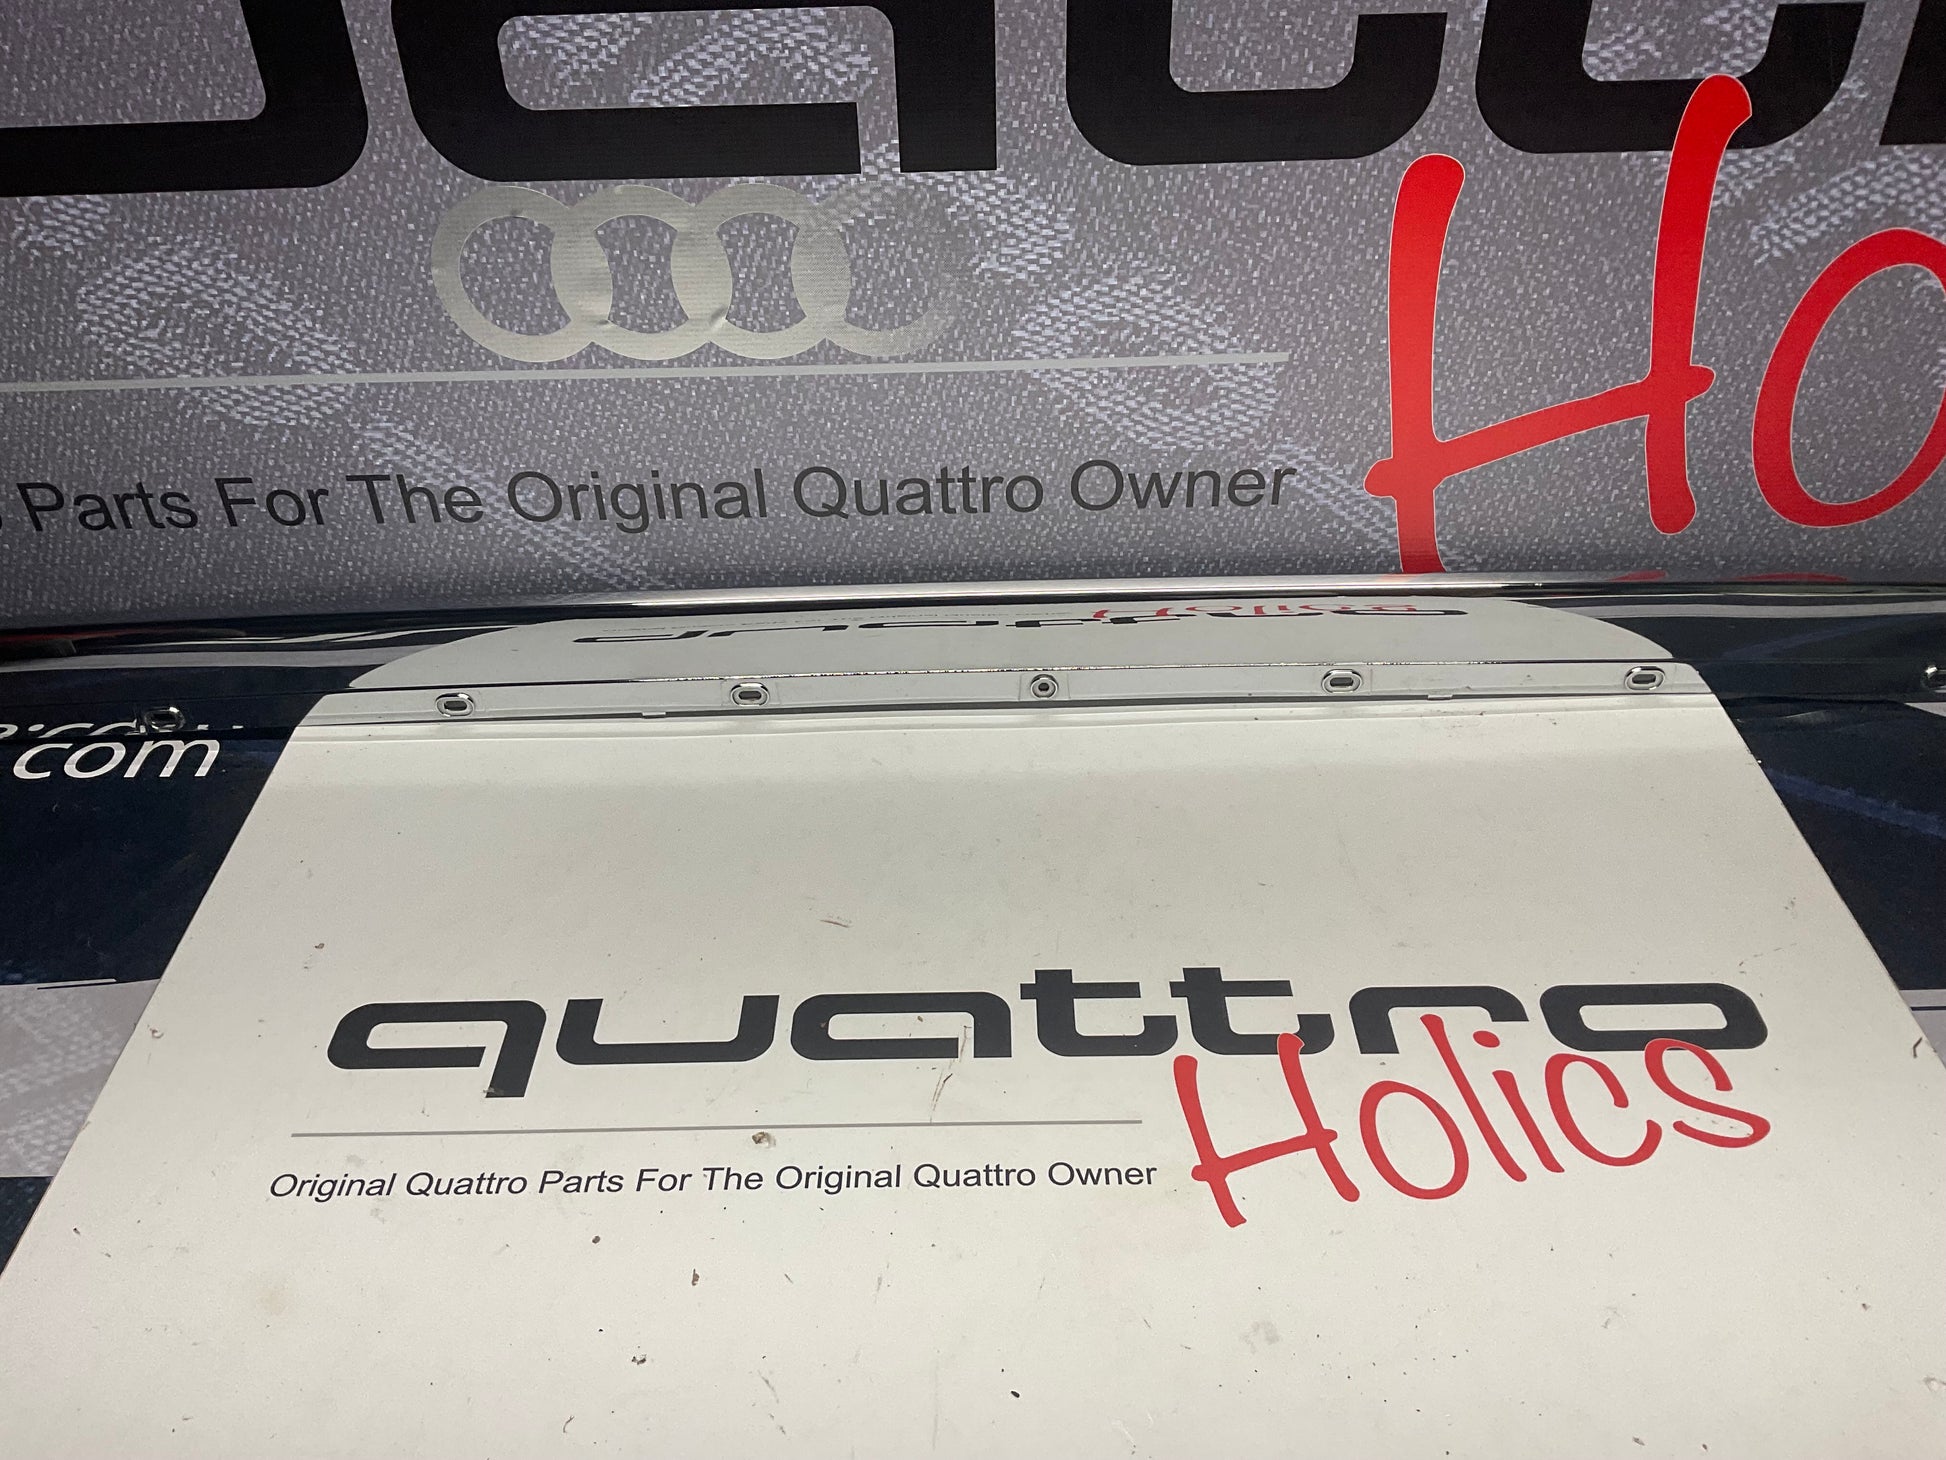 Ho
Parts For The Original Quattro Owner
.com
quattro
Holics
Original Quattro Parts For The Original Quattro Owner